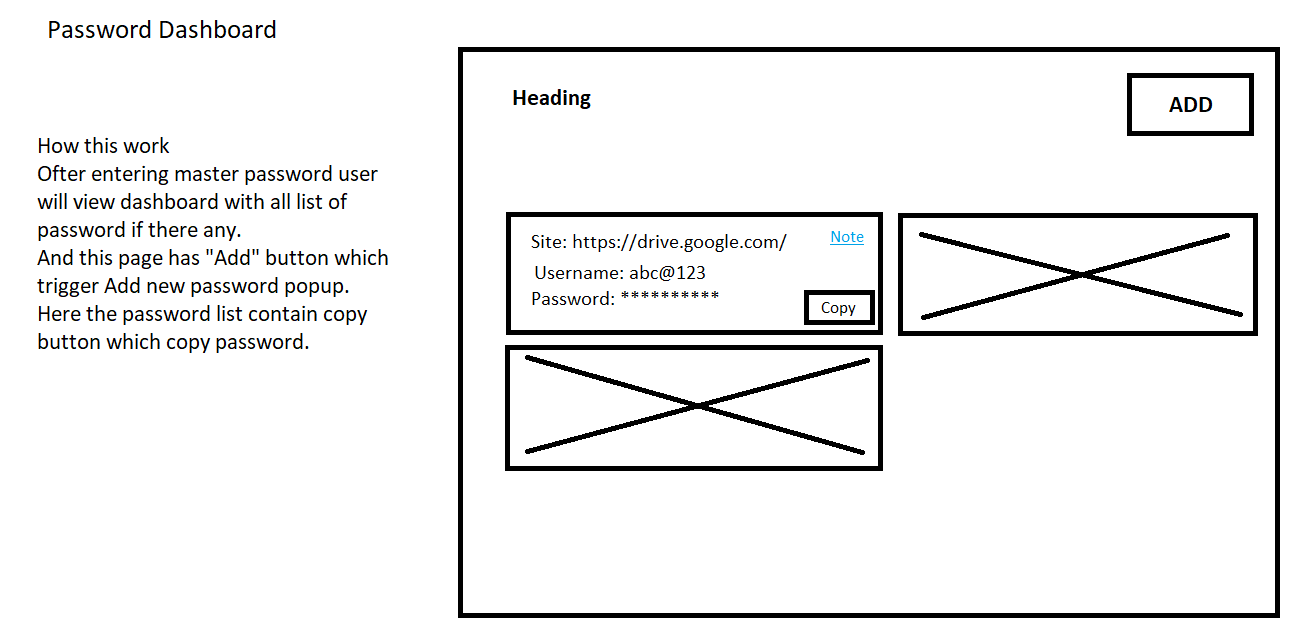 Password Dashboard
How this work
Ofter entering master password user
will view dashboard with all list of
password if there any.
And this page has "Add" button which
trigger Add new password popup.
Here the password list contain copy
button which copy password.
Heading
ADD
Site: https://drive.google.com/
Note
Username: abc@123
Password: **********
Copy